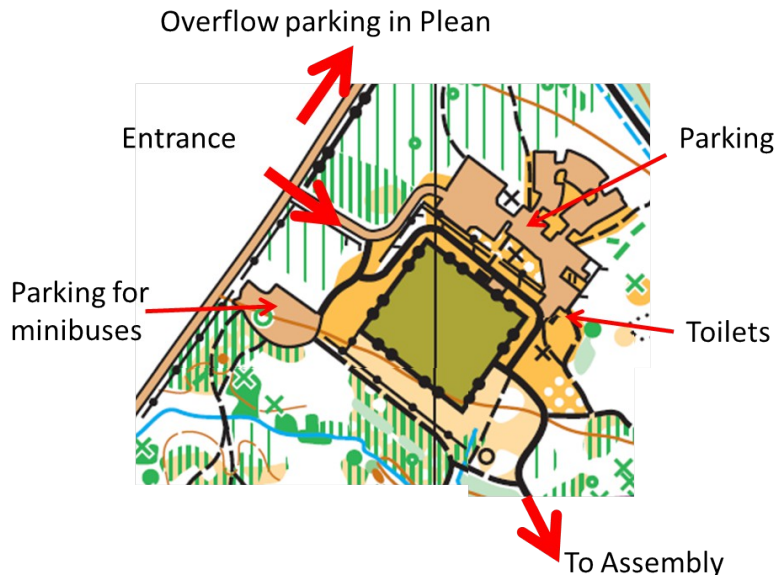 Overflow parking in Plean
Entrance
Parking
Parking for
minibuses
Toilets
To Assembly